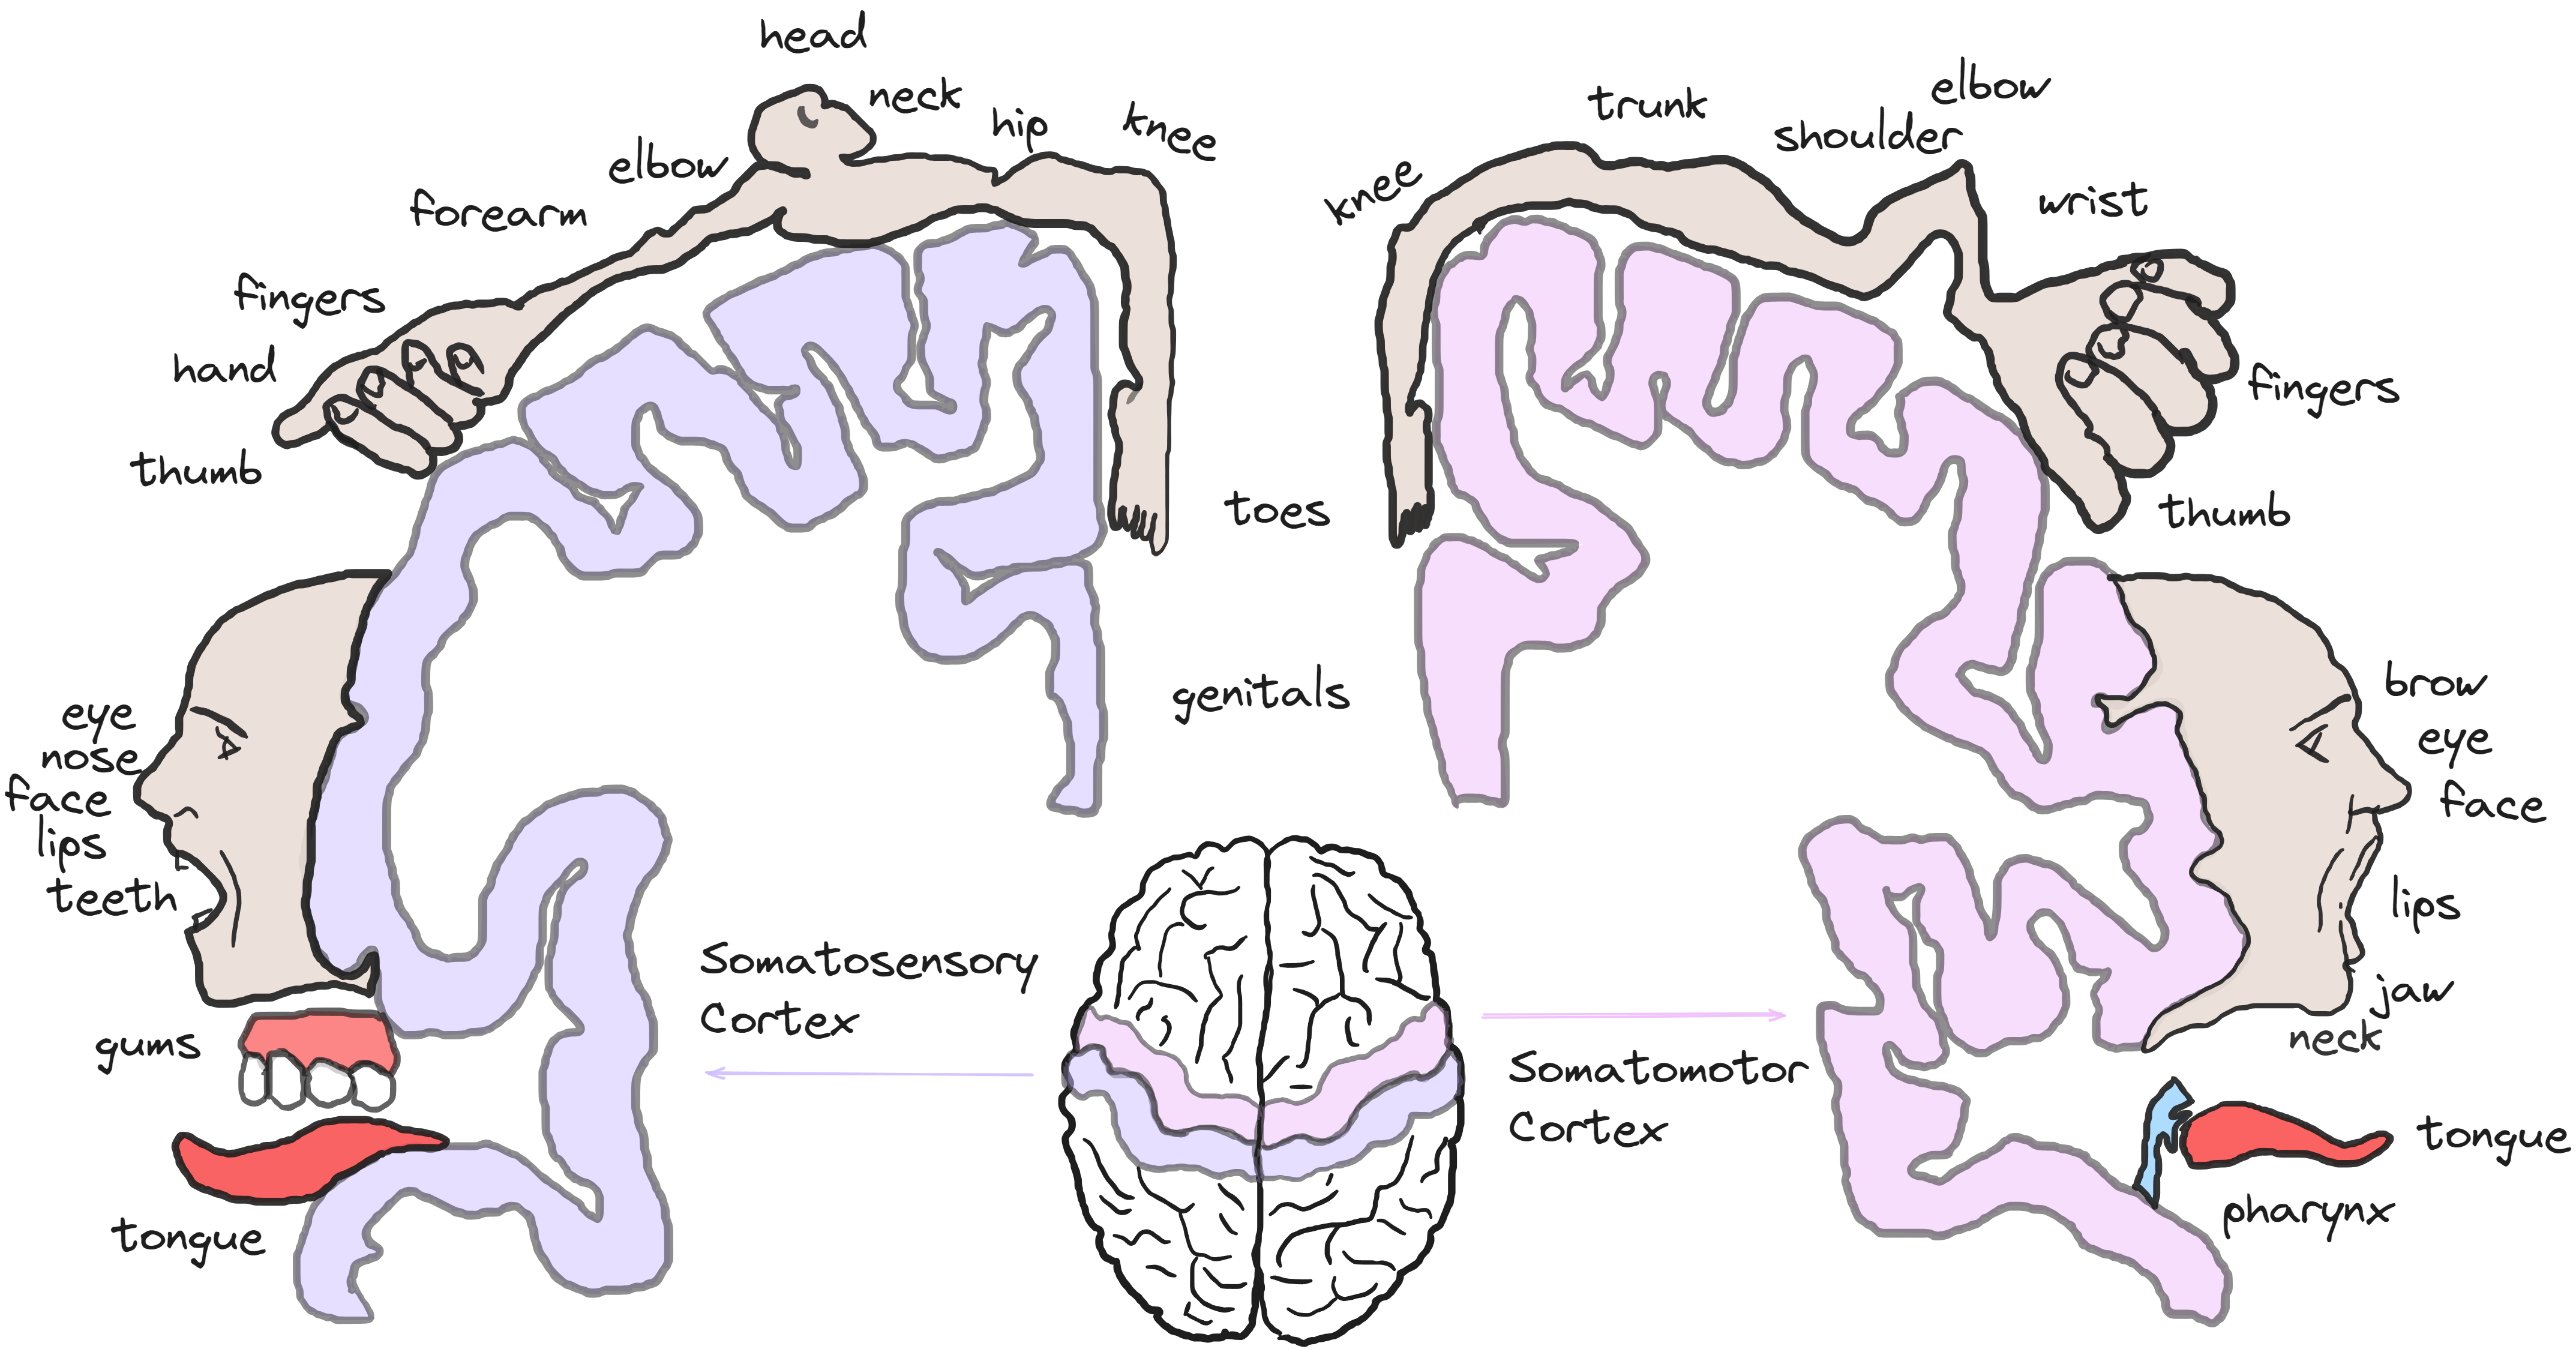 head
neck
hip
knee
elbow
forearm
fingers
hand
thumb
eye
nose
face
lips
teeth
gums
tongue
Somatosensory
Cortex
toes
genitals
knee
trunk
shoulder
elbow
wrist
fingers
thumb
brow
eye
face
lips
jaw
neck
tongue
pharynx
Somatomotor
Cortex